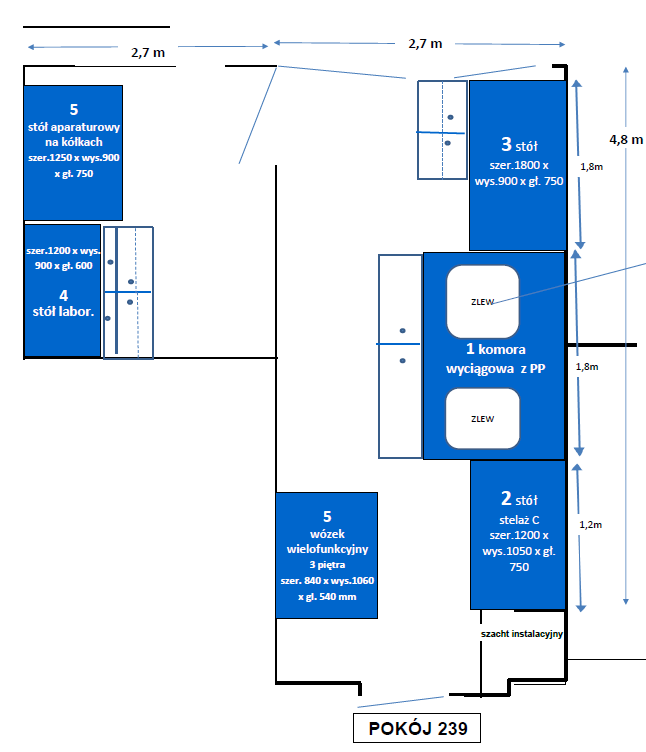 2,7 m
2,7 m
5
stół aparaturowy
na kółkach
szer.1250 x wys.900
x gł. 750
3 stół
szer.1800 x
wys.900 x gł. 750
1,8m
4,8 m
szer.1200 x wys.
900 x gł. 600
4
stół labor.
ZLEW
1 komora
wyciągowa z PP
1,8m
ZLEW
2 stół
stelaż C
szer.1200 x
wys.1050 x gł.
750
1,2m
5
wózek
wielofunkcyjny
3 piętra
szer. 840 x wys.1060
x gł. 540 mm
szacht instalacyjny
POKÓJ 239